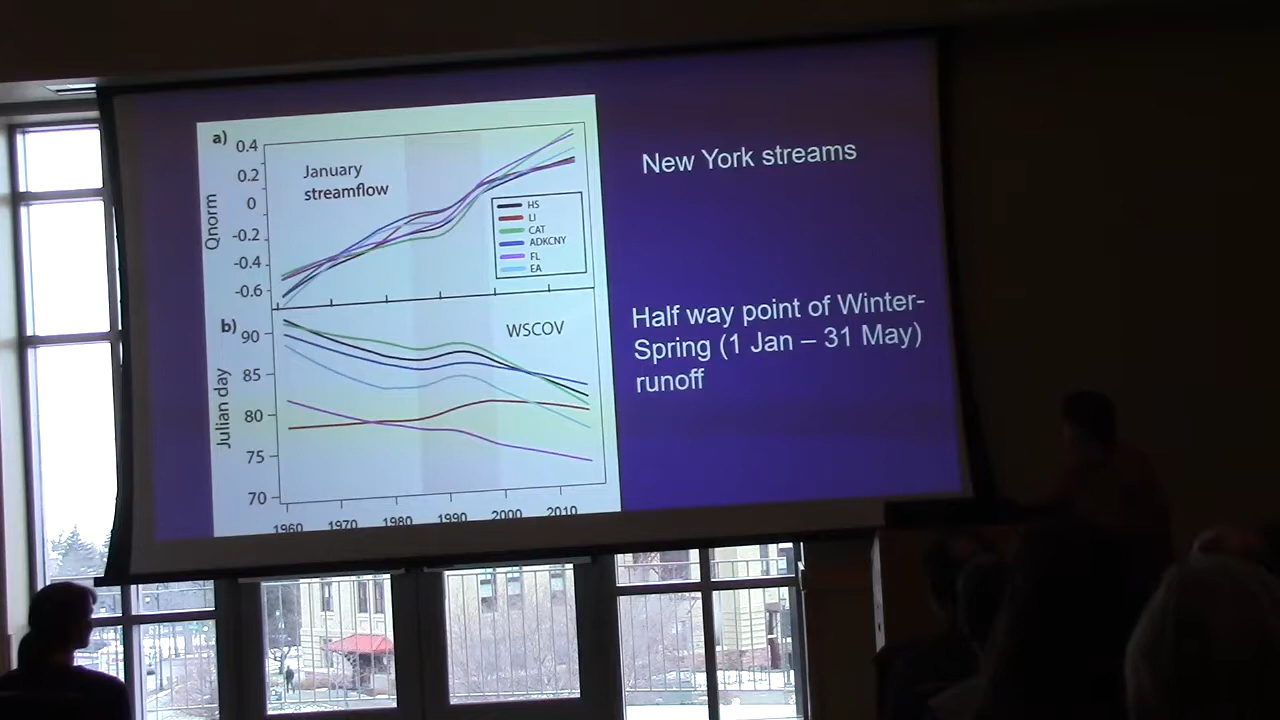 a)
0.4
0.2
0
-0.2
-0.4
-0.6
Qnorm
January
streamflow
HS
LI
CAT
ADKCNY
FL
EA
b)
90
85
80
75
70
Julian day
WSCOV
1960 1970 1980 1990 2000 2010
New York streams
Half way point of Winter-
Spring (1 Jan – 31 May)
runoff